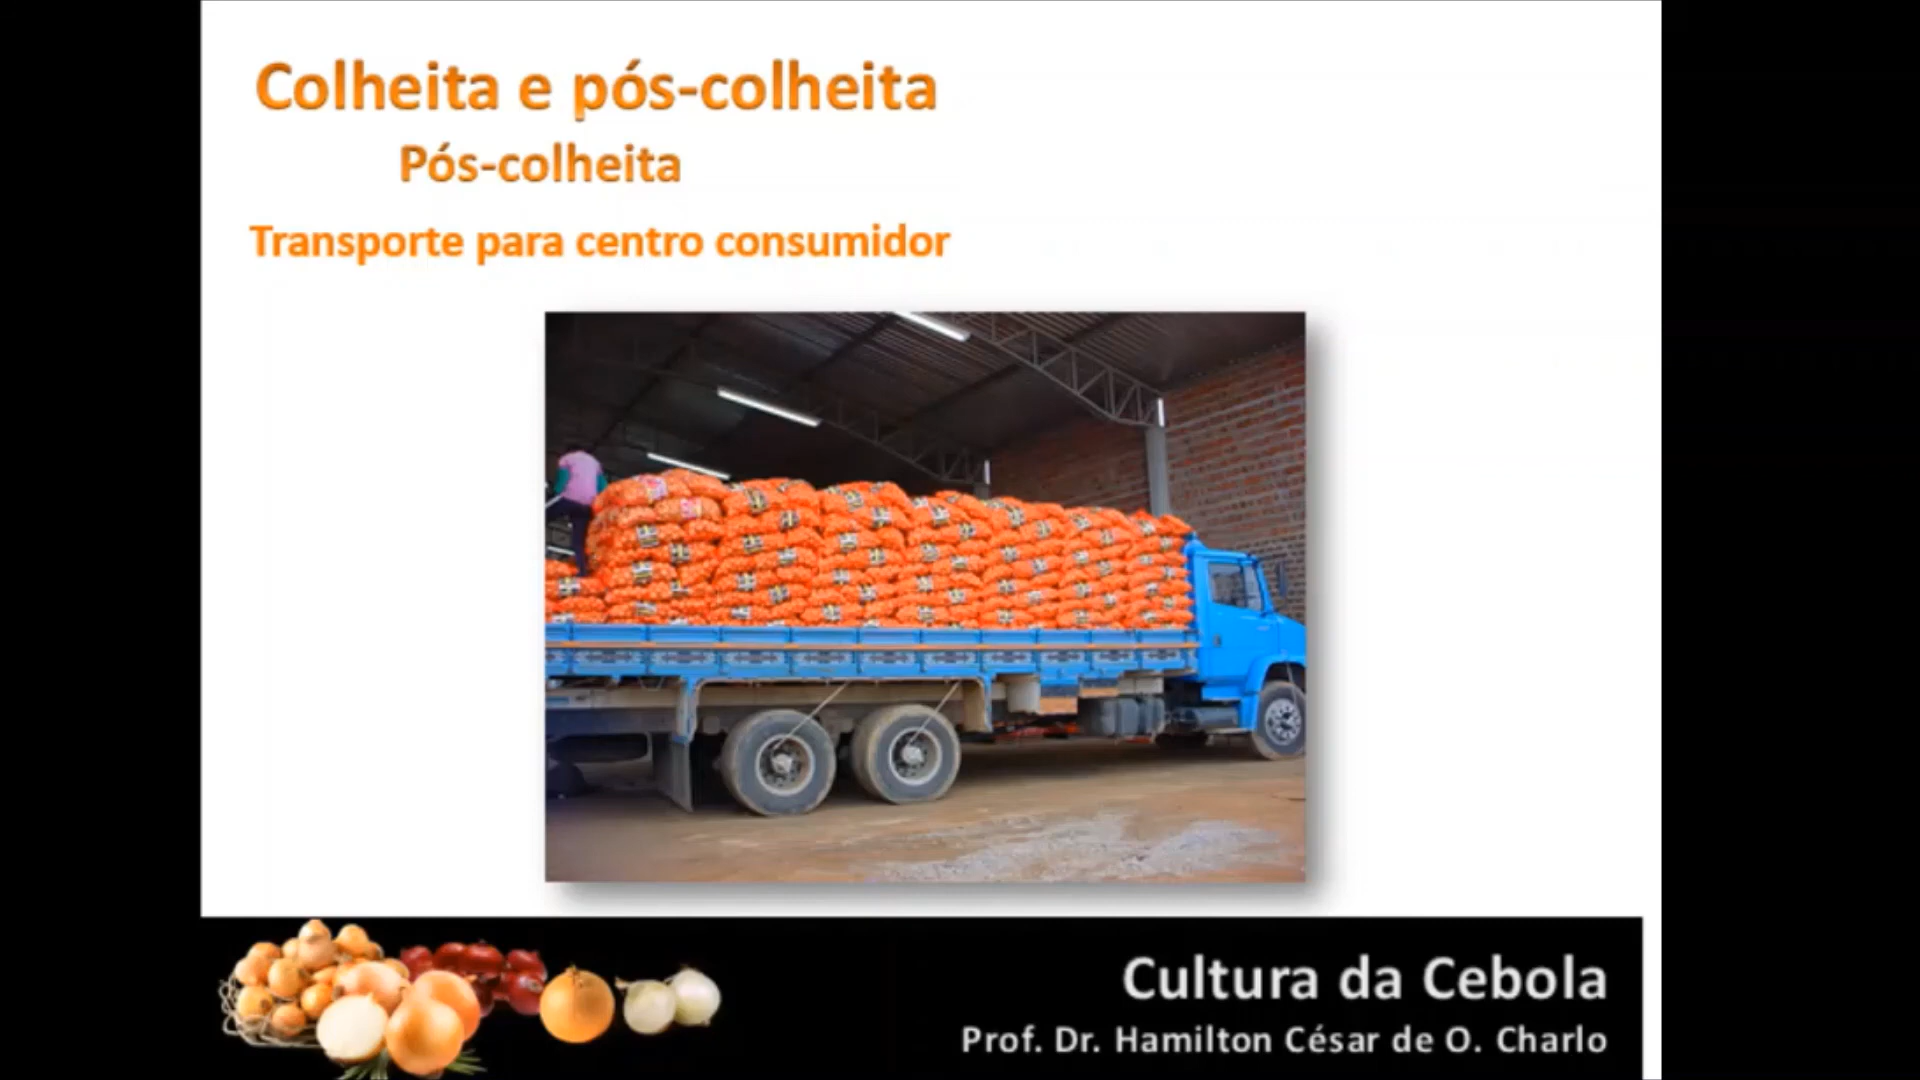 Colheita e pós-colheita
Pós-colheita
Transporte para centro consumidor
Cultura da Cebola
Prof. Dr. Hamilton César de O. Charlo